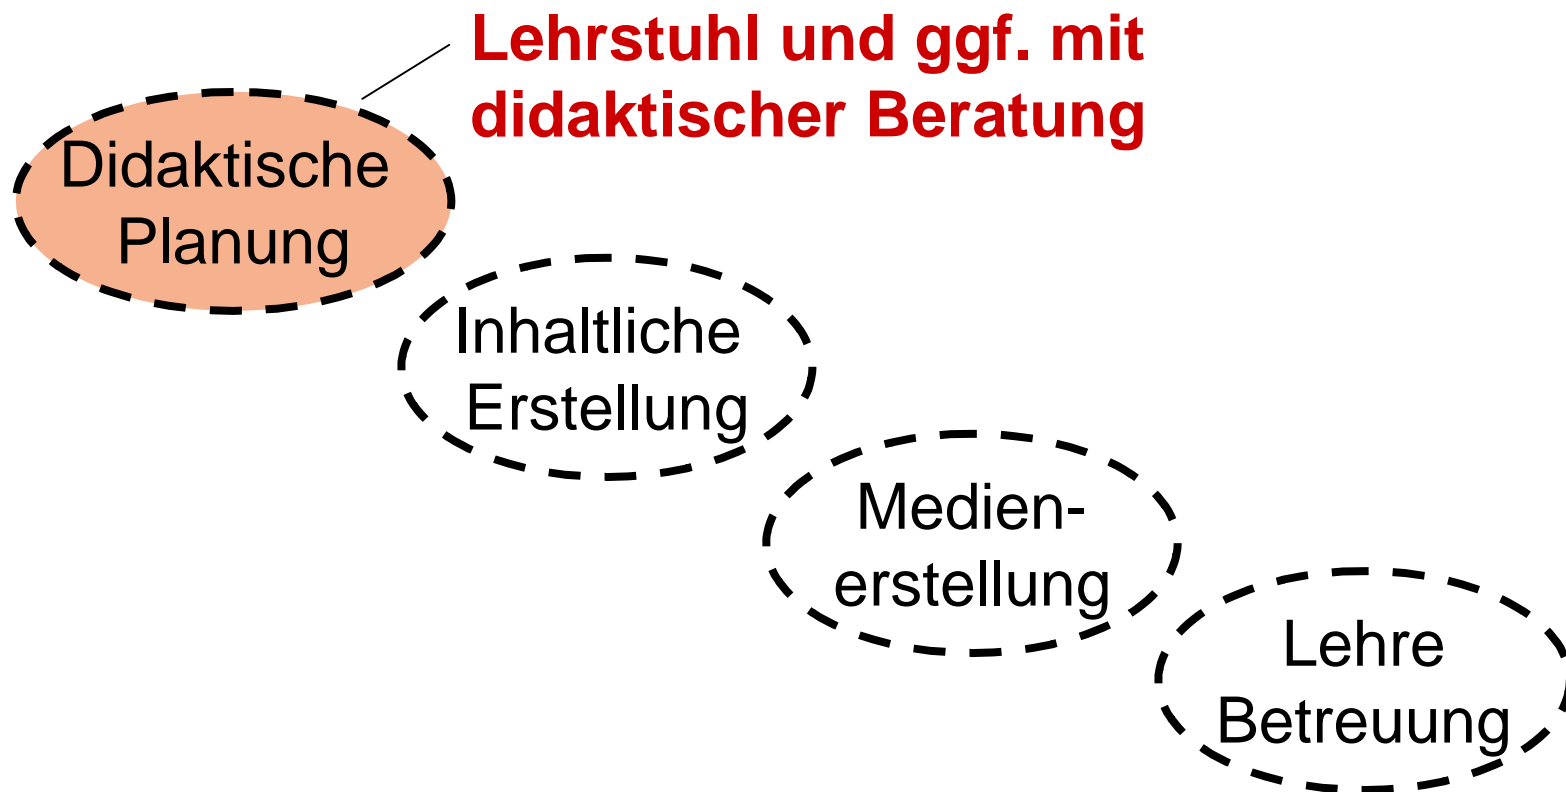 Lehrstuhl und ggf. mit
didaktischer Beratung
Didaktische
Planung
Inhaltliche
Erstellung
Medien-
erstellung
Lehre
Betreuung